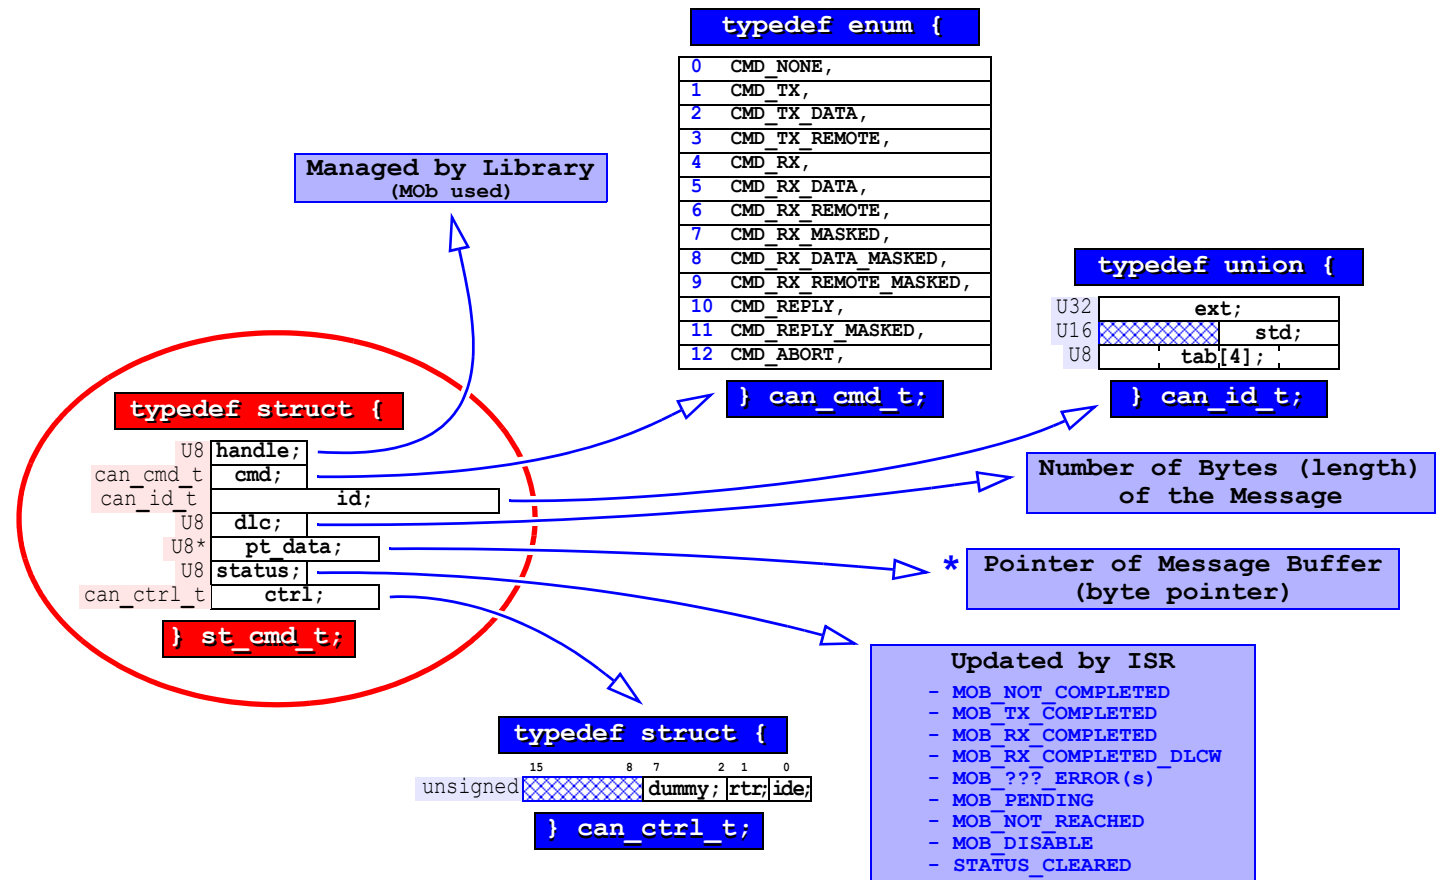 typedef enum {
0 CMD_NONE,
1 CMD_TX,
2 CMD_TX_DATA,
3 CMD_TX_REMOTE,
4 CMD_RX,
5 CMD_RX_DATA,
6 CMD_RX_REMOTE,
7 CMD_RX_MASKED,
8 CMD_RX_DATA_MASKED,
9 CMD_RX_REMOTE_MASKED,
10 CMD_REPLY,
11 CMD_REPLY_MASKED,
12 CMD_ABORT,
} can_cmd_t;
Managed by Library
(MOb used)
typedef union {
U32 ext;
U16 std;
U8 tab[4];
} can_id_t;
typedef struct {
U8 handle;
can_cmd_t cmd;
can_id_t id;
U8 dlc;
U8* pt_data;
U8 status;
can_ctrl_t ctrl;
} st_cmd_t;
Number of Bytes (length)
of the Message
* Pointer of Message Buffer
(byte pointer)
Updated by ISR
- MOB_NOT_COMPLETED
- MOB_TX_COMPLETED
- MOB_RX_COMPLETED
- MOB_RX_COMPLETED_DLCW
- MOB_???_ERROR(s)
- MOB_PENDING
- MOB_NOT_REACHED
- MOB_DISABLE
- STATUS_CLEARED
typedef struct {
15 8 7 2 1 0
unsigned dummy; rtr; ide;
} can_ctrl_t;